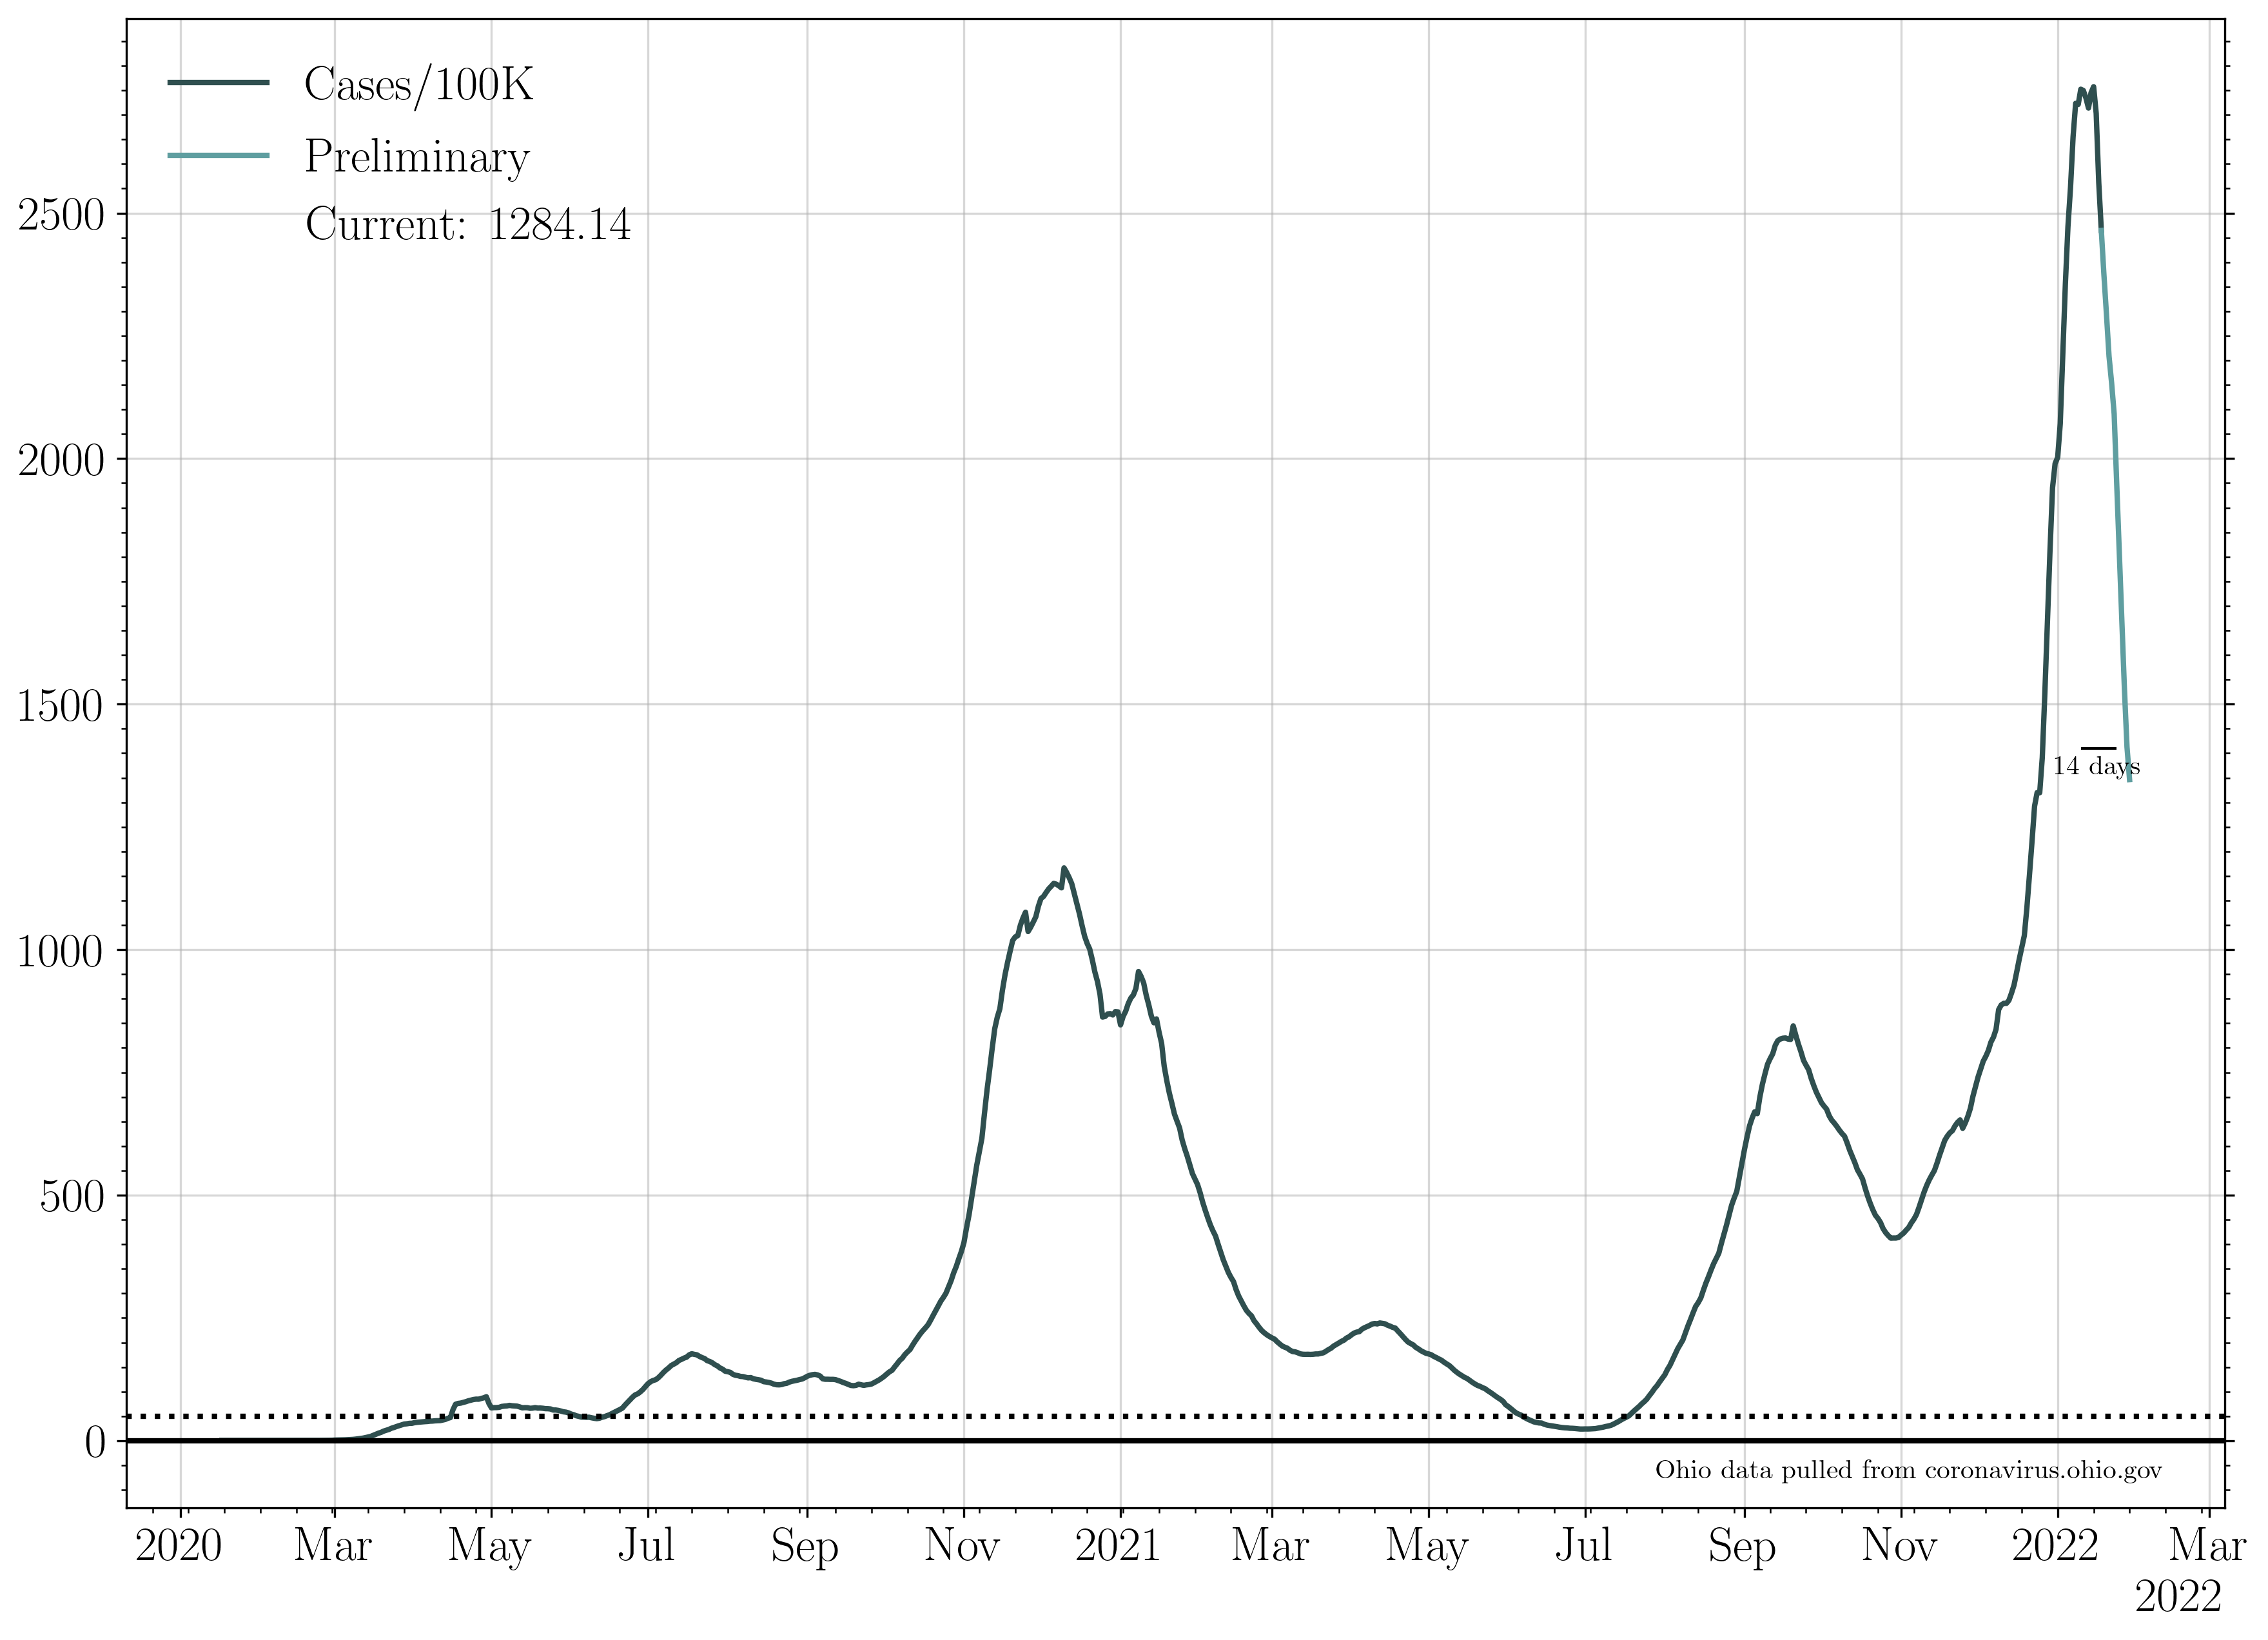 Cases/100K
Preliminary
Current: 1284.14
2500
2000
1500
14 days
1000
500
0
Ohio data pulled from coronavirus.ohio.gov
2020 Mar May Jul Sep Nov 2021 Mar May Jul Sep Nov 2022 Mar
2022